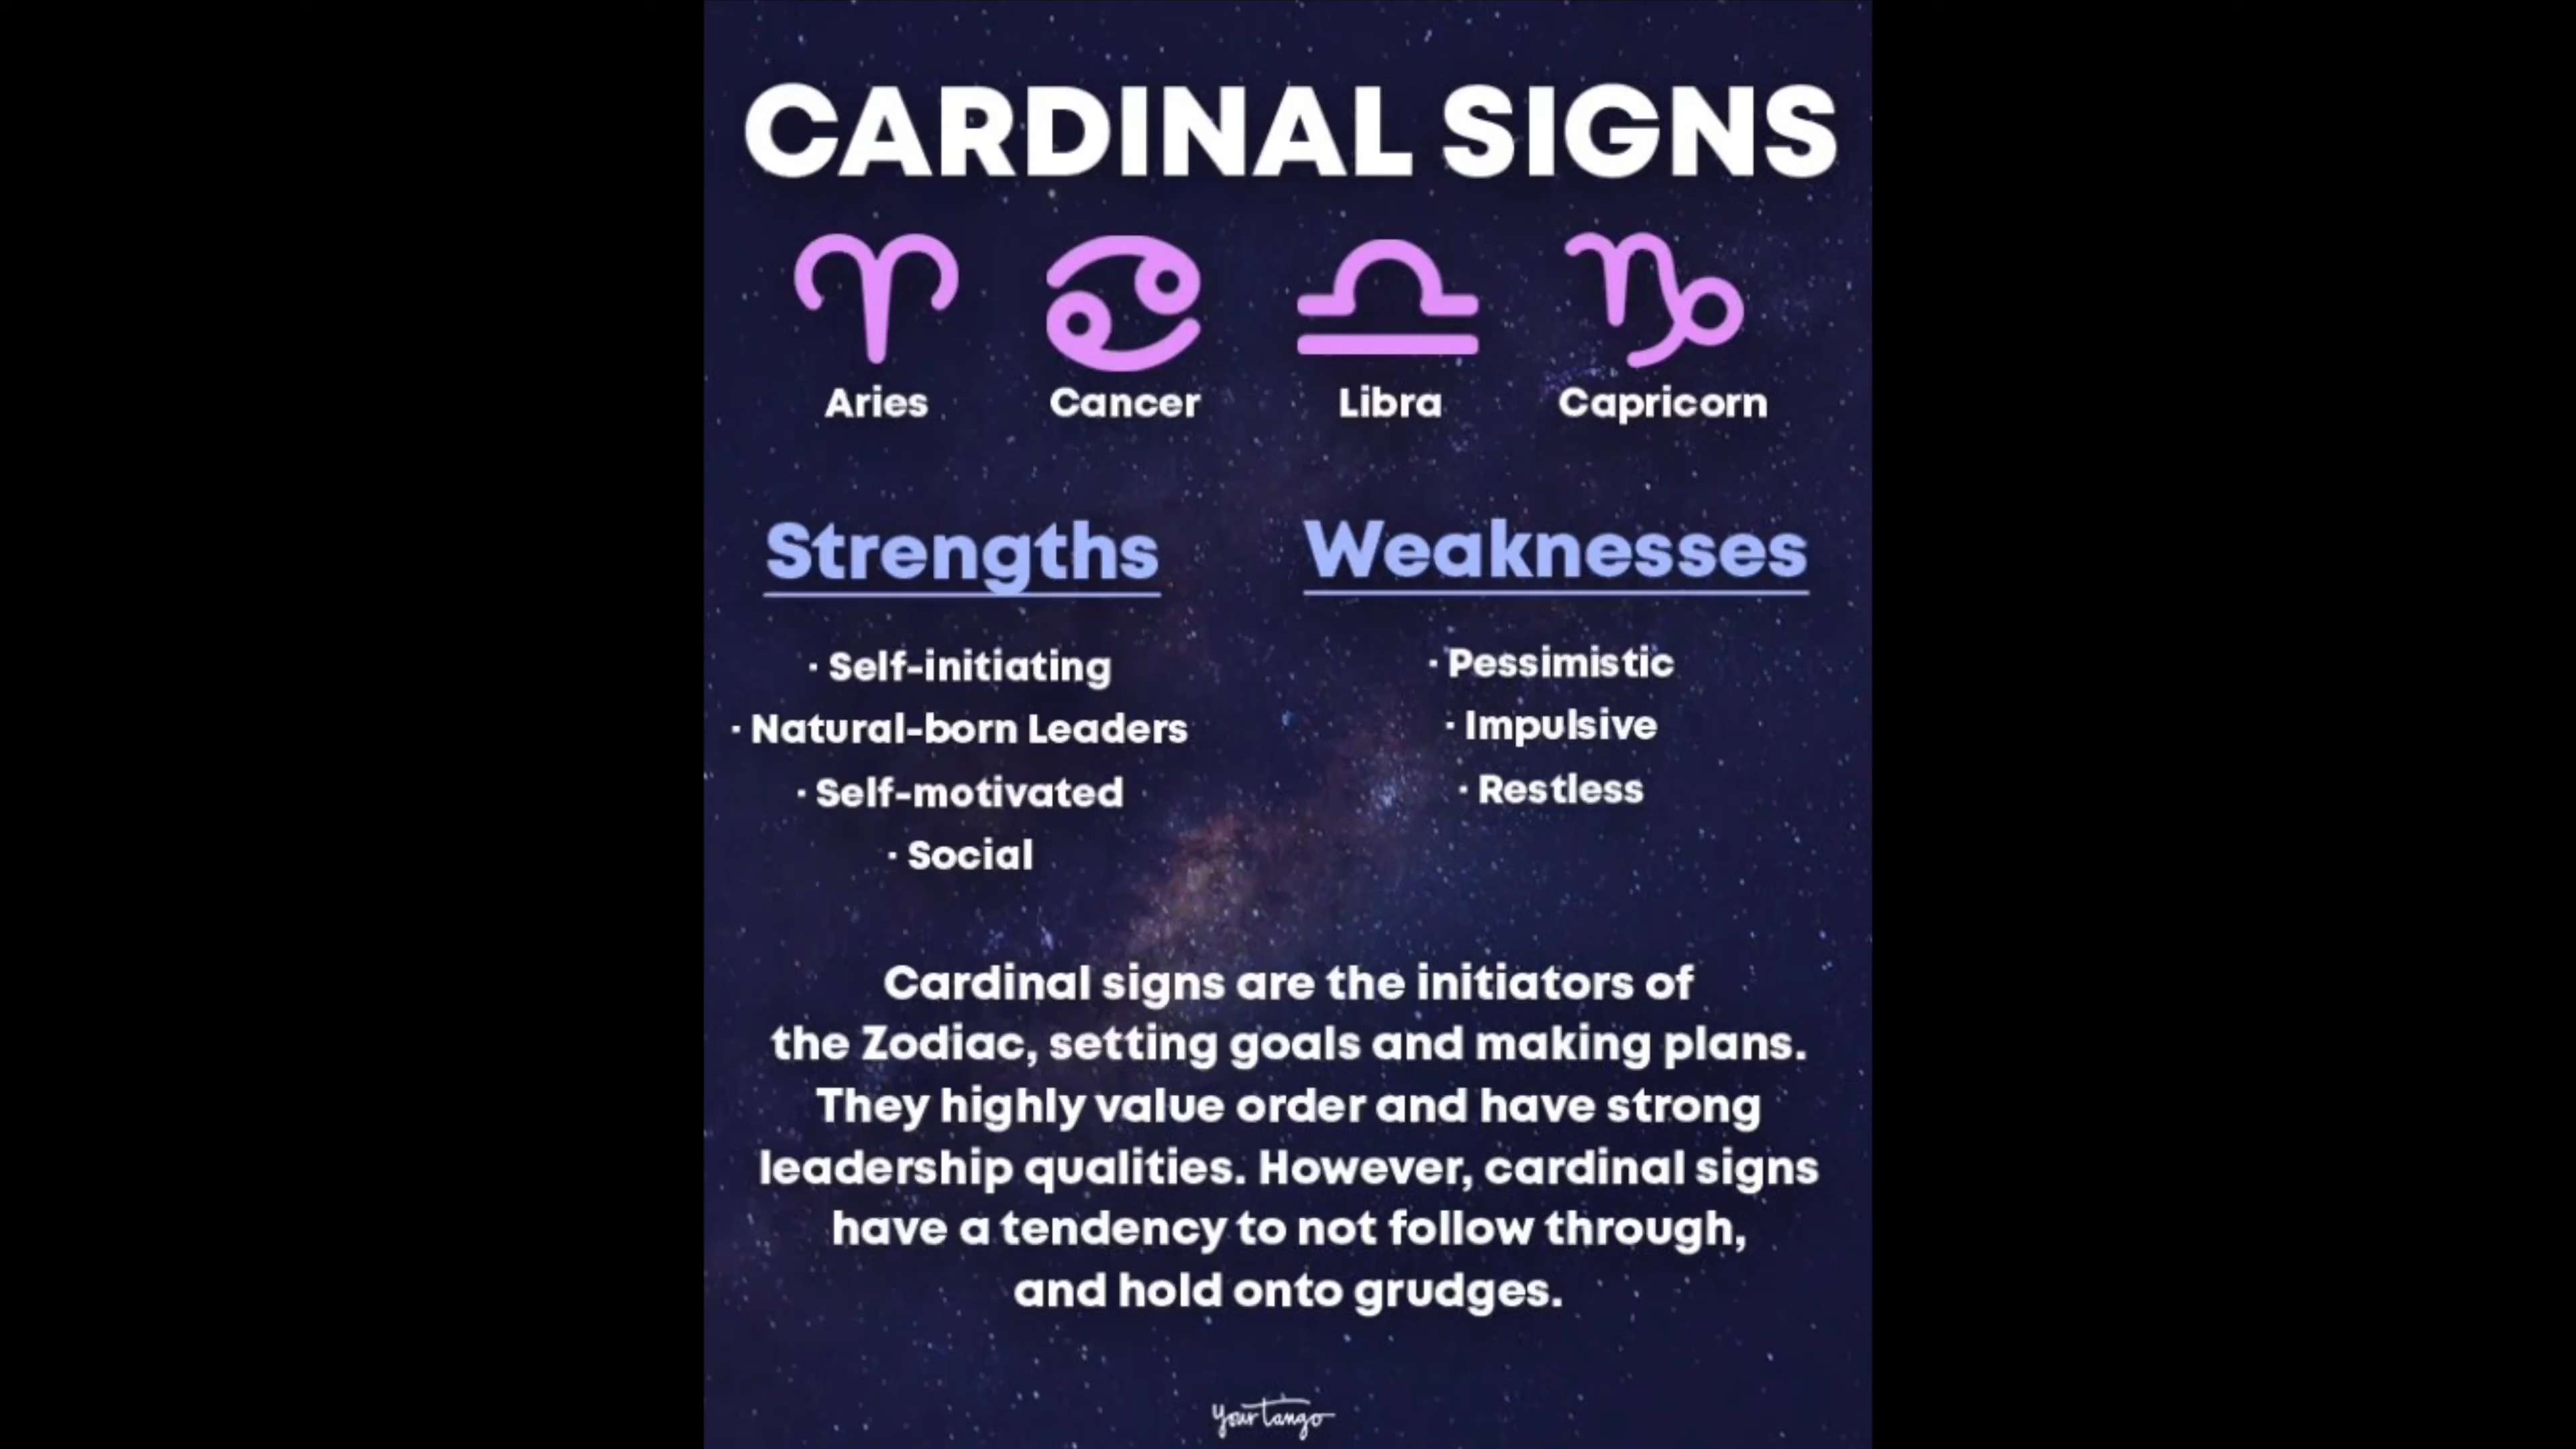 CARDINAL SIGNS
Aries Cancer Libra Capricorn
Strengths
· Self-initiating
· Natural-born Leaders
· Self-motivated
· Social
Weaknesses
· Pessimistic
· Impulsive
· Restless
Cardinal signs are the initiators of
the Zodiac, setting goals and making plans.
They highly value order and have strong
leadership qualities. However, cardinal signs
have a tendency to not follow through,
and hold onto grudges.
yourtango